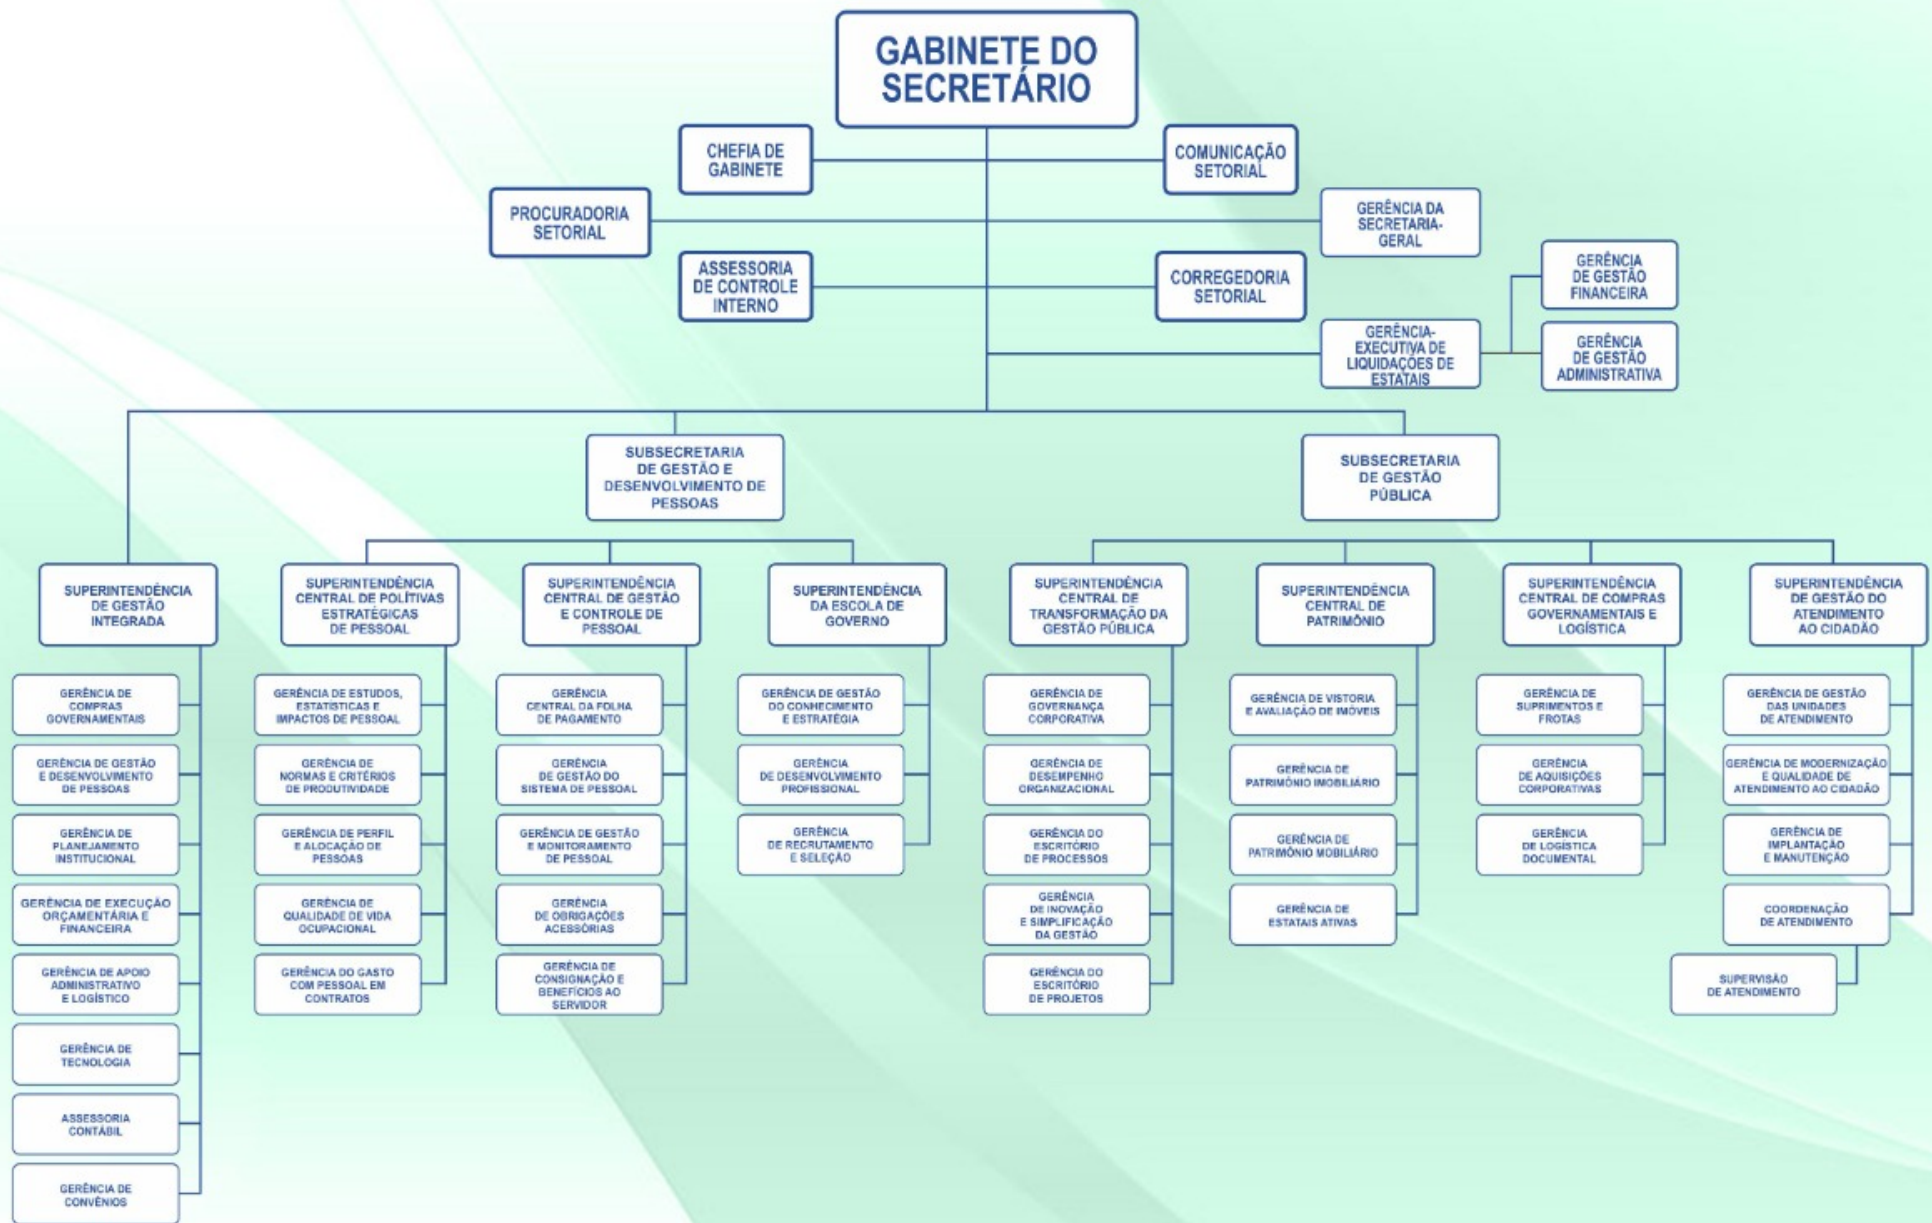 GABINETE DO
SECRETÁRIO
CHEFIA DE
GABINETE
COMUNICAÇÃO
SETORIAL
PROCURADORIA
SETORIAL
GERÊNCIA DA
SECRETARIA-
GERAL
ASSESSORIA
DE CONTROLE
INTERNO
CORREGEDORIA
SETORIAL
GERÊNCIA
DE GESTÃO
FINANCEIRA
GERÊNCIA-
EXECUTIVA DE
LIQUIDAÇÕES DE
ESTATAIS
GERÊNCIA
DE GESTÃO
ADMINISTRATIVA
SUBSECRETARIA
DE GESTÃO E
DESENVOLVIMENTO DE
PESSOAS
SUBSECRETARIA
DE GESTÃO
PÚBLICA
SUPERINTENDÊNCIA
DE GESTÃO
INTEGRADA
SUPERINTENDÊNCIA
CENTRAL DE POLÍTIVAS
ESTRATÉGICAS
DE PESSOAL
SUPERINTENDÊNCIA
CENTRAL DE GESTÃO
E CONTROLE DE
PESSOAL
SUPERINTENDÊNCIA
DA ESCOLA DE
GOVERNO
SUPERINTENDÊNCIA
CENTRAL DE
TRANSFORMAÇÃO DA
GESTÃO PÚBLICA
SUPERINTENDÊNCIA
CENTRAL DE
PATRIMÔNIO
SUPERINTENDÊNCIA
CENTRAL DE COMPRAS
GOVERNAMENTAIS E
LOGÍSTICA
SUPERINTENDÊNCIA
DE GESTÃO DO
ATENDIMENTO
AO CIDADÃO
GERÊNCIA DE
COMPRAS
GOVERNAMENTAIS
GERÊNCIA DE GESTÃO
E DESENVOLVIMENTO
DE PESSOAS
GERÊNCIA DE
PLANEJAMENTO
INSTITUCIONAL
GERÊNCIA DE EXECUÇÃO
ORÇAMENTÁRIA E
FINANCEIRA
GERÊNCIA DE APOIO
ADMINISTRATIVO
E LOGÍSTICO
GERÊNCIA DE
TECNOLOGIA
ASSESSORIA
CONTÁBIL
GERÊNCIA DE
CONVÊNIOS
GERÊNCIA DE ESTUDOS,
ESTATÍSTICAS E
IMPACTOS DE PESSOAL
GERÊNCIA DE
NORMAS E CRITÉRIOS
DE PRODUTIVIDADE
GERÊNCIA DE PERFIL
E ALOCAÇÃO DE
PESSOAS
GERÊNCIA DE
QUALIDADE DE VIDA
OCUPACIONAL
GERÊNCIA DO GASTO
COM PESSOAL EM
CONTRATOS
GERÊNCIA
CENTRAL DA FOLHA
DE PAGAMENTO
GERÊNCIA
DE GESTÃO DO
SISTEMA DE PESSOAL
GERÊNCIA DE GESTÃO
E MONITORAMENTO
DE PESSOAL
GERÊNCIA
DE OBRIGAÇÕES
ACESSÓRIAS
GERÊNCIA DE
CONSIGNAÇÃO E
BENEFÍCIOS AO
SERVIDOR
GERÊNCIA DE GESTÃO
DO CONHECIMENTO
E ESTRATÉGIA
GERÊNCIA
DE DESENVOLVIMENTO
PROFISSIONAL
GERÊNCIA
DE RECRUTAMENTO
E SELEÇÃO
GERÊNCIA DE
GOVERNANÇA
CORPORATIVA
GERÊNCIA DE
DESEMPENHO
ORGANIZACIONAL
GERÊNCIA DO
ESCRITÓRIO
DE PROCESSOS
GERÊNCIA
DE INOVAÇÃO
E SIMPLIFICAÇÃO
DA GESTÃO
GERÊNCIA DO
ESCRITÓRIO
DE PROJETOS
GERÊNCIA DE VISTORIA
E AVALIAÇÃO DE IMÓVEIS
GERÊNCIA DE
PATRIMÔNIO IMOBILIÁRIO
GERÊNCIA DE
PATRIMÔNIO MOBILIÁRIO
GERÊNCIA DE
ESTATAIS ATIVAS
GERÊNCIA DE
SUPRIMENTOS E
FROTAS
GERÊNCIA
DE AQUISIÇÕES
CORPORATIVAS
GERÊNCIA
DE LOGÍSTICA
DOCUMENTAL
GERÊNCIA DE GESTÃO
DAS UNIDADES
DE ATENDIMENTO
GERÊNCIA DE MODERNIZAÇÃO
E QUALIDADE DE
ATENDIMENTO AO CIDADÃO
GERÊNCIA DE
IMPLANTAÇÃO
E MANUTENÇÃO
COORDENAÇÃO
DE ATENDIMENTO
SUPERVISÃO
DE ATENDIMENTO